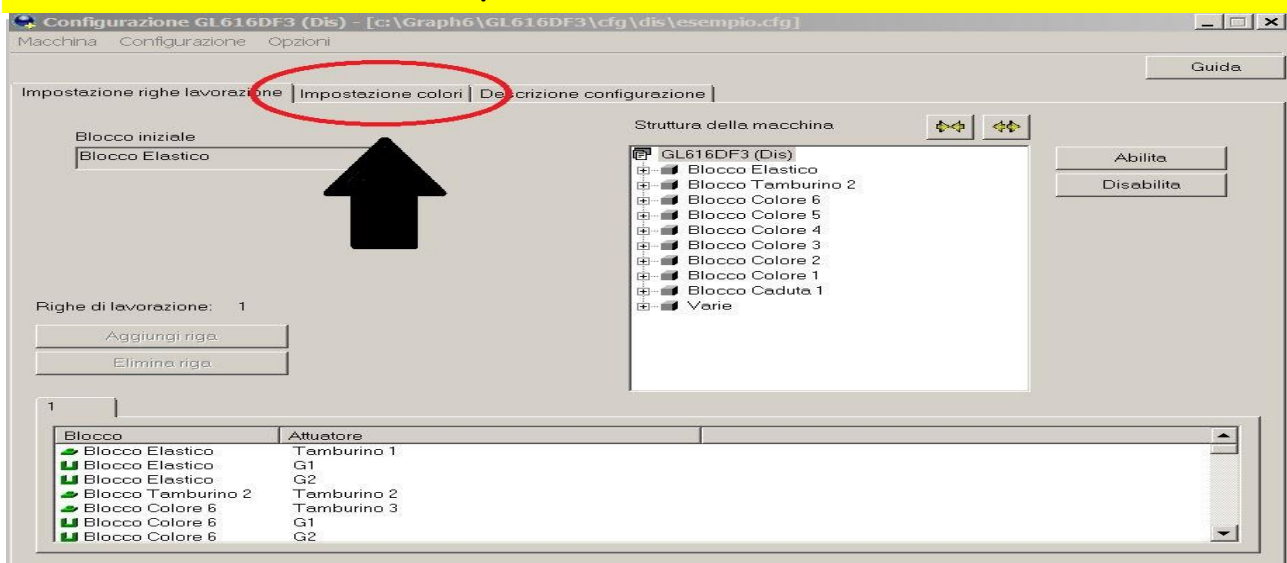 Configurazione GL616DF3 (Dis) - [c:\Graph6\GL616DF3\cfg\dis\esempio.cfg]
Macchina Configurazione Opzioni
Guida
Impostazione righe lavorazione Impostazione colori Descrizione configurazione
Blocco iniziale
Blocco Elastico
Struttura della macchina
GL616DF3 (Dis)
Blocco Elastico
Blocco Tamburino 2
Blocco Colore 6
Blocco Colore 5
Blocco Colore 4
Blocco Colore 3
Blocco Colore 2
Blocco Colore 1
Blocco Caduta 1
Varie
Abilita
Disabilita
Righe di lavorazione: 1
Aggiungi riga
Elimina riga
1
Blocco Attuatore
Blocco Elastico Tamburino 1
Blocco Elastico G1
Blocco Elastico G2
Blocco Tamburino 2 Tamburino 2
Blocco Colore 6 Tamburino 3
Blocco Colore 6 G1
Blocco Colore 6 G2